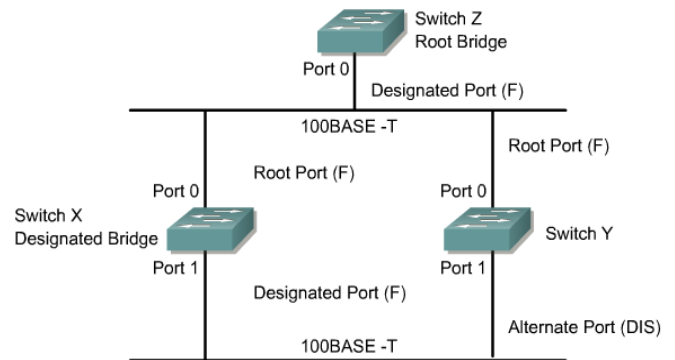 Switch Z
Root Bridge
Port 0
Designated Port (F)
100BASE -T
Root Port (F)
Root Port (F)
Port 0
Port 0
Switch X
Designated Bridge
Switch Y
Port 1
Port 1
Designated Port (F)
Alternate Port (DIS)
100BASE -T